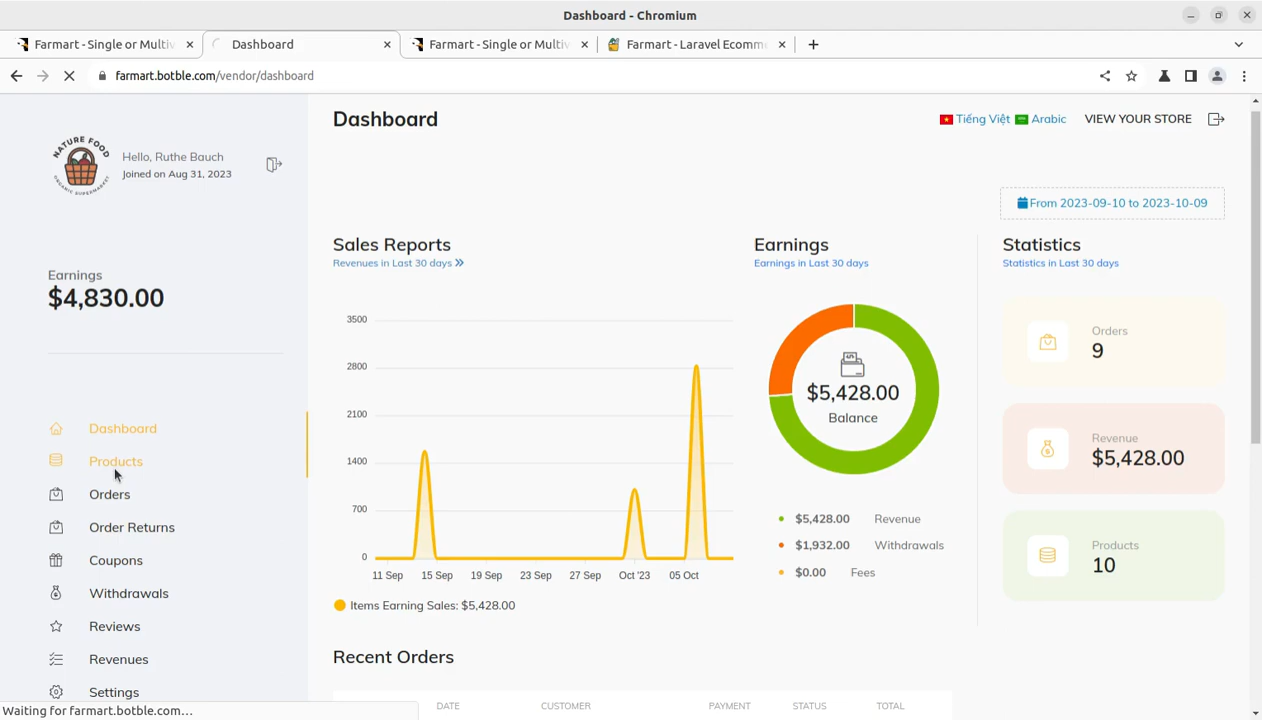 Dashboard - Chromium
Farmart - Single or Multiv
Dashboard
Farmart - Single or Multiv
Farmart - Laravel Ecomm
farmart.botble.com/vendor/dashboard
NATURE FOOD
ORGANIC SUPERMARKET
Hello, Ruthe Bauch
Joined on Aug 31, 2023
Earnings
$4,830.00
Dashboard
Products
Orders
Order Returns
Coupons
Withdrawals
Reviews
Revenues
Settings
Waiting for farmart.botble.com...
Dashboard
Tiếng Việt
Arabic
VIEW YOUR STORE
From 2023-09-10 to 2023-10-09
Sales Reports
Revenues in Last 30 days »
3500
2800
2100
1400
700
0
11 Sep 15 Sep 19 Sep 23 Sep 27 Sep Oct '23 05 Oct
Items Earning Sales: $5,428.00
Earnings
Earnings in Last 30 days
$5,428.00
Balance
$5,428.00 Revenue
$1,932.00 Withdrawals
$0.00 Fees
Statistics
Statistics in Last 30 days
Orders
9
Revenue
$5,428.00
Products
10
Recent Orders
DATE CUSTOMER PAYMENT STATUS TOTAL